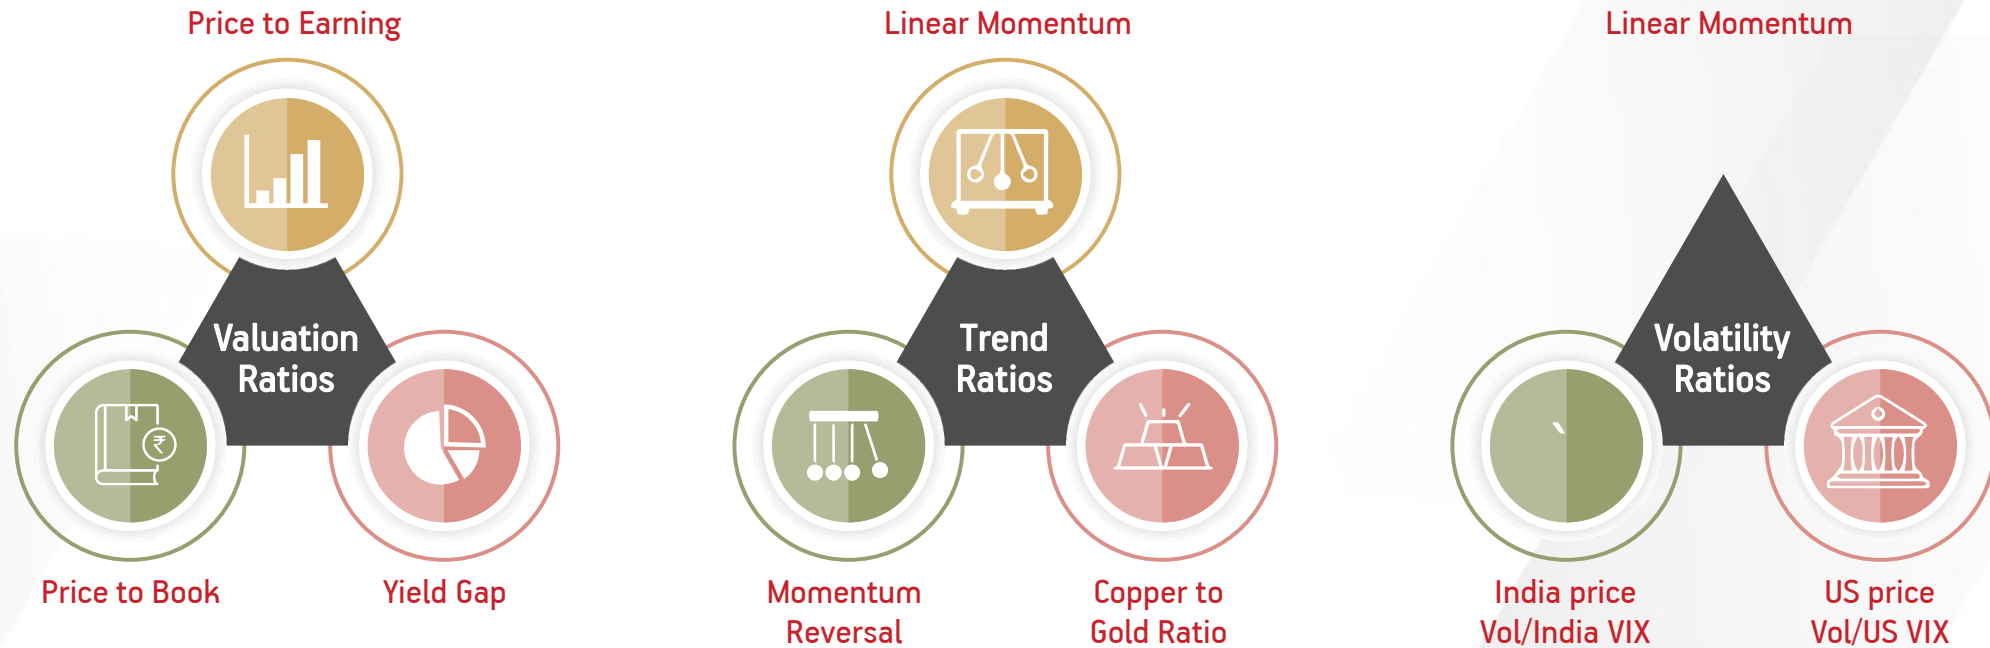 Price to Earning
Valuation
Ratios
₹
Price to Book
Yield Gap
Linear Momentum
Trend
Ratios
Momentum
Reversal
Copper to
Gold Ratio
Linear Momentum
Volatility
Ratios
`
India price
Vol/India VIX
US price
Vol/US VIX